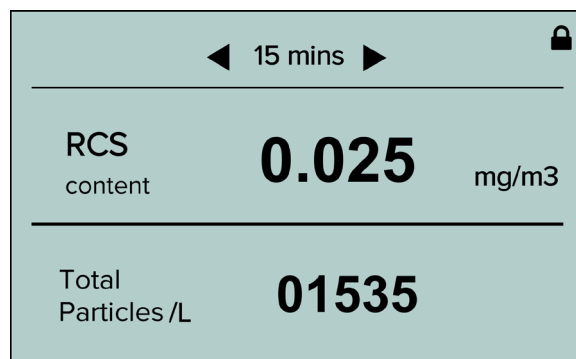 15 mins
RCS
content
0.025
mg/m3
Total
Particles /L
01535